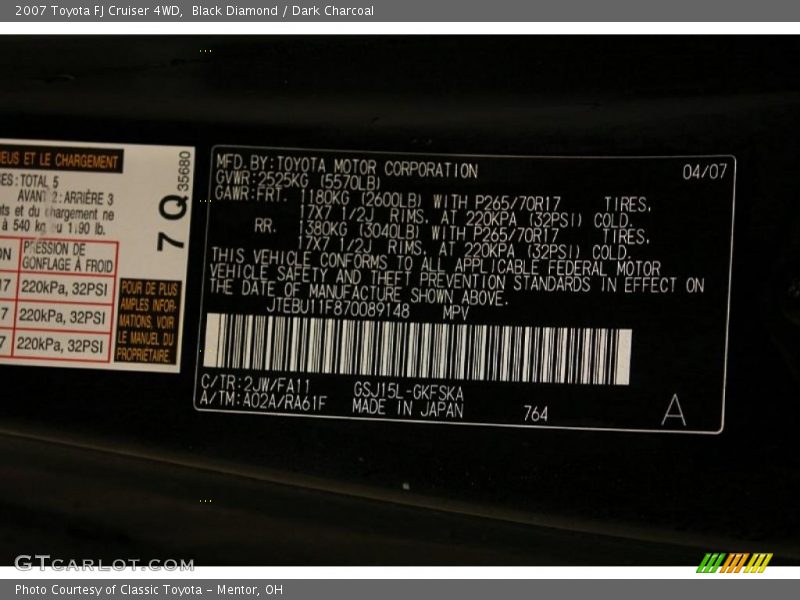 2007 Toyota FJ Cruiser 4WD,  Black Diamond / Dark Charcoal
EUS ET LE CHARGEMENT
ES: TOTAL 5
AVANT 2: ARRIÈRE 3
ts et du chargement ne
à 540 kg ou 1190 lb.
PRESSION DE
GONFLAGE À FROID
220kPa, 32PSI
220kPa, 32PSI
220kPa, 32PSI
POUR DE PLUS
AMPLES INFOR-
MATIONS, VOIR
LE MANUEL DU
PROPRIÉTAIRE.
7 Q 35680
MFD. BY: TOYOTA MOTOR CORPORATION 04/07
GVWR: 2525KG (5570LB)
GAWR: FRT. 1180KG (2600LB) WITH P265/70R17 TIRES,
17X7 1/2J RIMS, AT 220KPA (32PSI) COLD.
RR. 1380KG (3040LB) WITH P265/70R17 TIRES,
17X7 1/2J RIMS, AT 220KPA (32PSI) COLD.
THIS VEHICLE CONFORMS TO ALL APPLICABLE FEDERAL MOTOR
VEHICLE SAFETY AND THEFT PREVENTION STANDARDS IN EFFECT ON
THE DATE OF MANUFACTURE SHOWN ABOVE.
JTEBU11F870089148 MPV
C/TR: 2JW/FA11 GSJ15L-GKFSKA
A/TM: A02A/RA61F MADE IN JAPAN 764 A
GTCARLOT.COM
Photo Courtesy of Classic Toyota - Mentor, OH